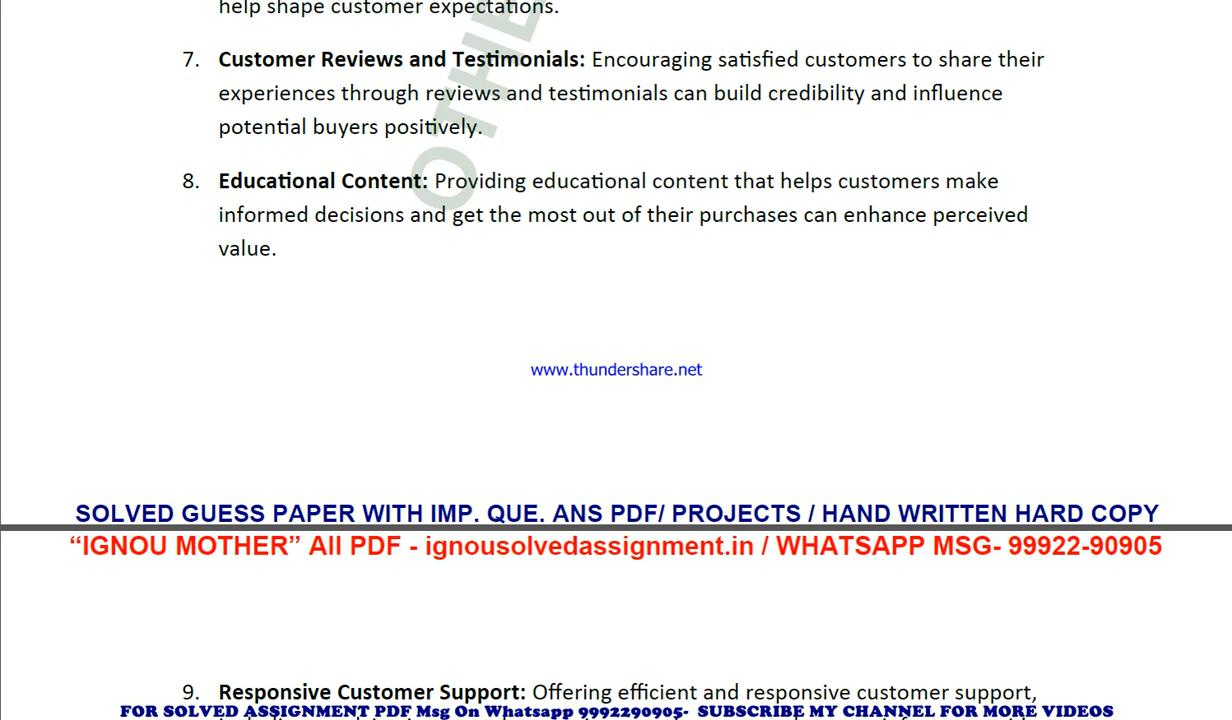 help shape customer expectations.
7. Customer Reviews and Testimonials: Encouraging satisfied customers to share their
experiences through reviews and testimonials can build credibility and influence
potential buyers positively.
8. Educational Content: Providing educational content that helps customers make
informed decisions and get the most out of their purchases can enhance perceived
value.
www.thundershare.net
SOLVED GUESS PAPER WITH IMP. QUE. ANS PDF/ PROJECTS / HAND WRITTEN HARD COPY
“IGNOU MOTHER” All PDF - ignousolvedassignment.in / WHATSAPP MSG- 99922-90905
9. Responsive Customer Support: Offering efficient and responsive customer support,
FOR SOLVED ASSIGNMENT PDF Msg On Whatsapp 9992290905- SUBSCRIBE MY CHANNEL FOR MORE VIDEOS